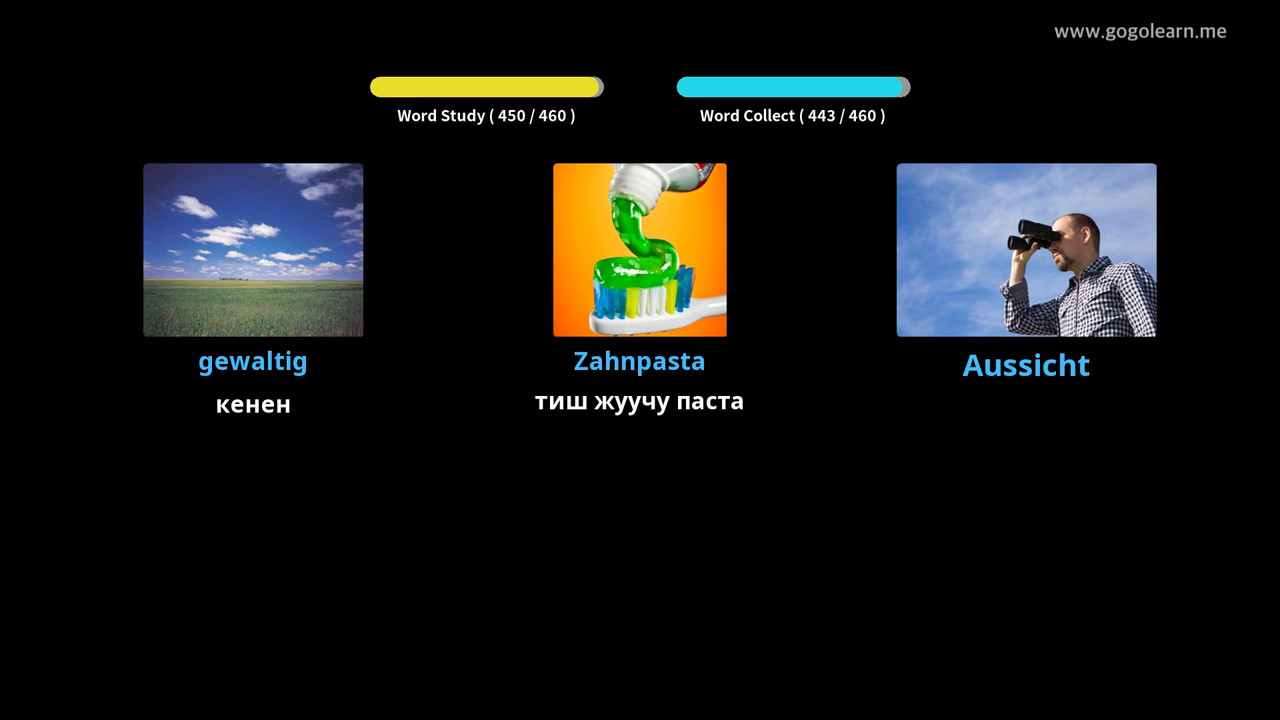 www.gogolearn.me
Word Study ( 450 / 460 )
Word Collect ( 443 / 460 )
gewaltig
Zahnpasta
Aussicht
кенен
тиш жуучу паста